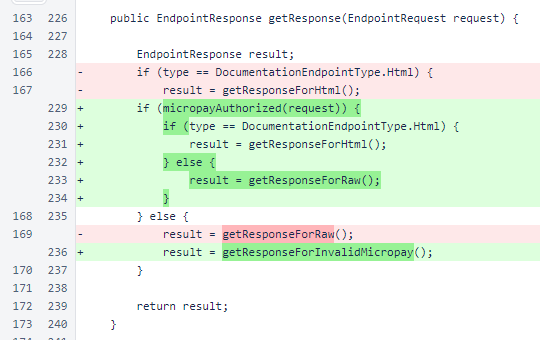 163 226 public EndpointResponse getResponse(EndpointRequest request) {
164 227
165 228 EndpointResponse result;
166 - if (type == DocumentationEndpointType.Html) {
167 - result = getResponseForHtml();
229 + if (micropayAuthorized(request)) {
230 + if (type == DocumentationEndpointType.Html) {
231 + result = getResponseForHtml();
232 + } else {
233 + result = getResponseForRaw();
234 + }
168 235 } else {
169 - result = getResponseForRaw();
236 + result = getResponseForInvalidMicropay();
170 237 }
171 238
172 239 return result;
173 240 }